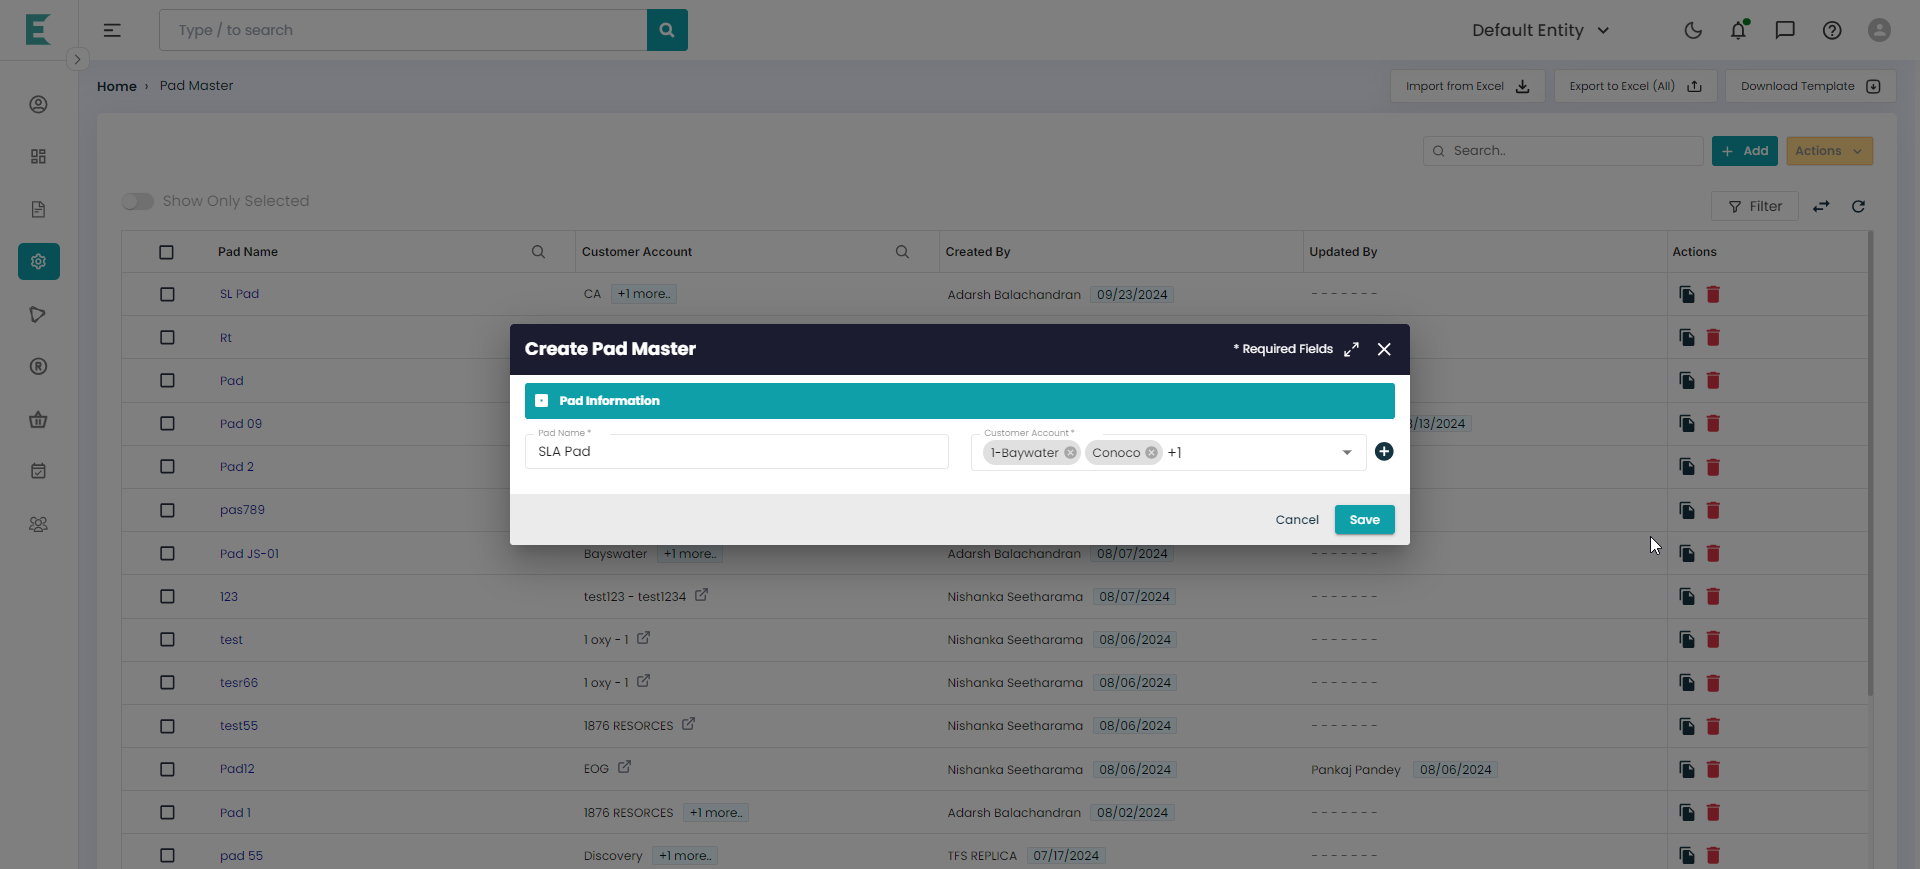 Type / to search
Default Entity
Home › Pad Master
Import from Excel
Export to Excel (All)
Download Template
Search..
+ Add
Actions
Show Only Selected
Filter
Pad Name Customer Account Created By Updated By Actions
SL Pad CA +1 more.. Adarsh Balachandran 09/23/2024 - - - - - - -
Rt
Pad
Pad 09 /13/2024
Pad 2
pas789
Create Pad Master
* Required Fields
Pad Information
Pad Name *
SLA Pad
Customer Account *
1-Baywater Conoco +1
Cancel Save
Pad JS-01 Bayswater +1 more.. Adarsh Balachandran 08/07/2024 - - - - - - -
123 test123 - test1234 Nishanka Seetharama 08/07/2024 - - - - - - -
test 1 oxy - 1 Nishanka Seetharama 08/06/2024 - - - - - - -
tesr66 1 oxy - 1 Nishanka Seetharama 08/06/2024 - - - - - - -
test55 1876 RESORCES Nishanka Seetharama 08/06/2024 - - - - - - -
Pad12 EOG Nishanka Seetharama 08/06/2024 Pankaj Pandey 08/06/2024
Pad 1 1876 RESORCES +1 more.. Adarsh Balachandran 08/02/2024 - - - - - - -
pad 55 Discovery +1 more.. TFS REPLICA 07/17/2024 - - - - - - -